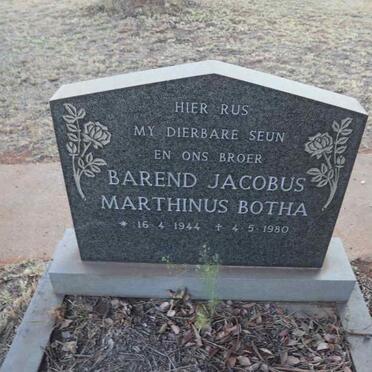 HIER RUS
MY DIERBARE SEUN
EN ONS BROER
BAREND JACOBUS
MARTHINUS BOTHA
* 16·4·1944 ✝ 4·5·1980